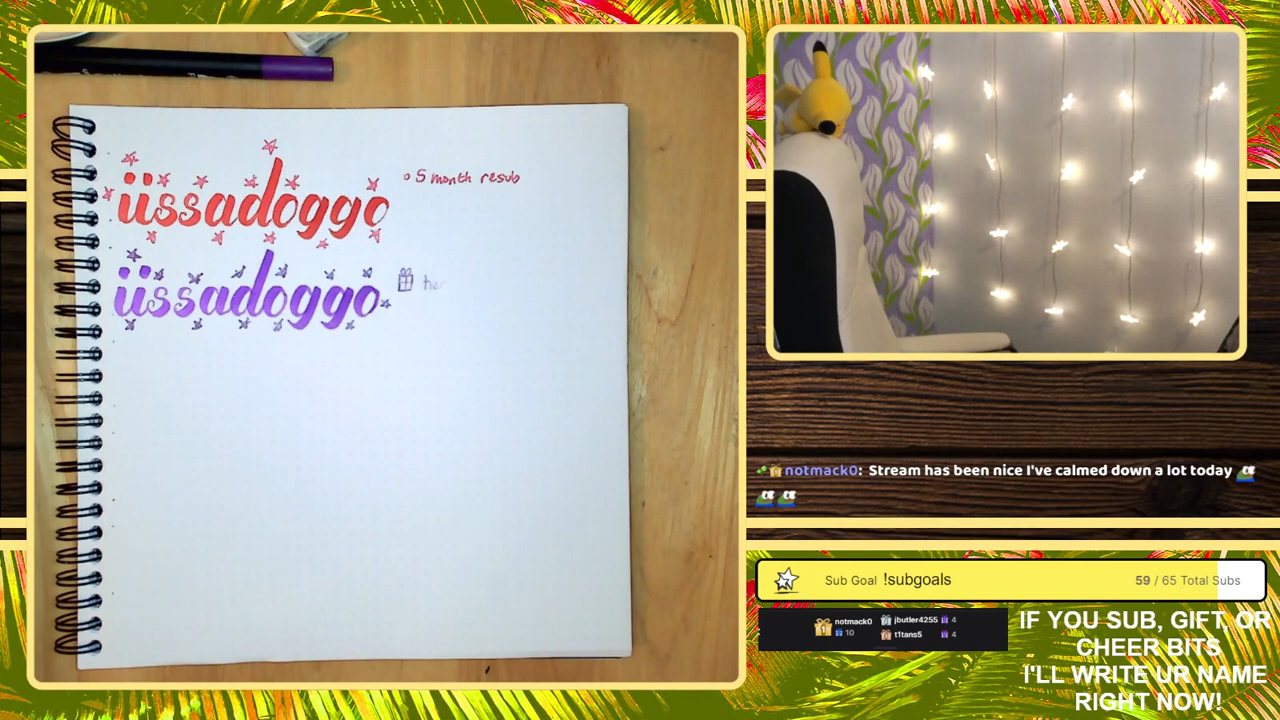 üssadoggo
5 month resub
üssadoggo
notmack0: Stream has been nice I've calmed down a lot today
Sub Goal !subgoals
59 / 65 Total Subs
notmack0
10
jbutler4255 4
t1tans5 4
IF YOU SUB, GIFT, OR
CHEER BITS
I'LL WRITE UR NAME
RIGHT NOW!